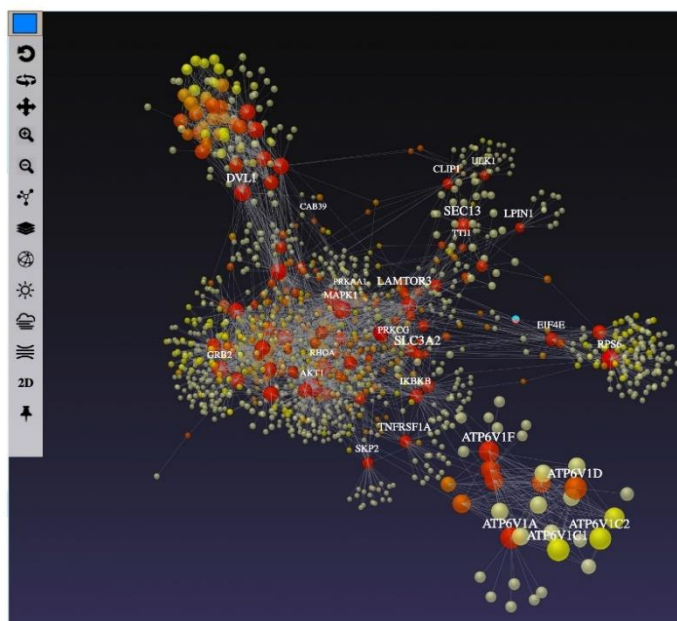 CLIP1
ULK1
DVL1
CAB39
SEC13
LPIN1
TTI1
PRKAA1
LAMTOR3
MAPK1
EIF4E
PRKCG
SLC3A2
RPS6
GRB2
RHOA
AKT1
IKBKB
2D
TNFRSF1A
SKP2
ATP6V1F
ATP6V1D
ATP6V1A
ATP6V1C2
ATP6V1C1